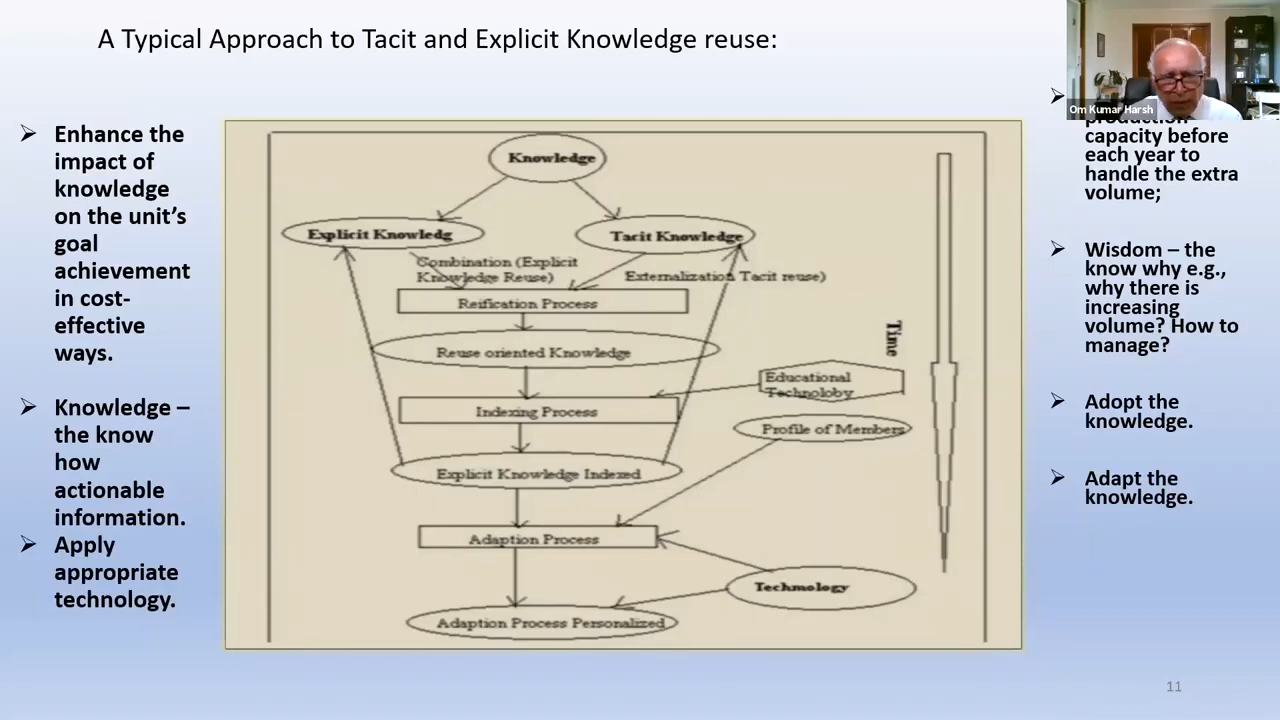 A Typical Approach to Tacit and Explicit Knowledge reuse:
Om Kumar Harsh
Enhance the
impact of
knowledge
on the unit's
goal
achievement
in cost-
effective
ways.
Knowledge –
the know
how
actionable
information.
Apply
appropriate
technology.
Knowledge
Explicit Knowledg
Tacit Knowledge
Combination (Explicit
Knowledge Reuse)
Externalization Tacit reuse)
Reification Process
Reuse oriented Knowledge
Educational
Technoloby
Indexing Process
Profile of Members
Explicit Knowledge Indexed
Adaption Process
Technology
Adaption Process Personalized
Time
production
capacity before
each year to
handle the extra
volume;
Wisdom – the
know why e.g.,
why there is
increasing
volume? How to
manage?
Adopt the
knowledge.
Adapt the
knowledge.
11